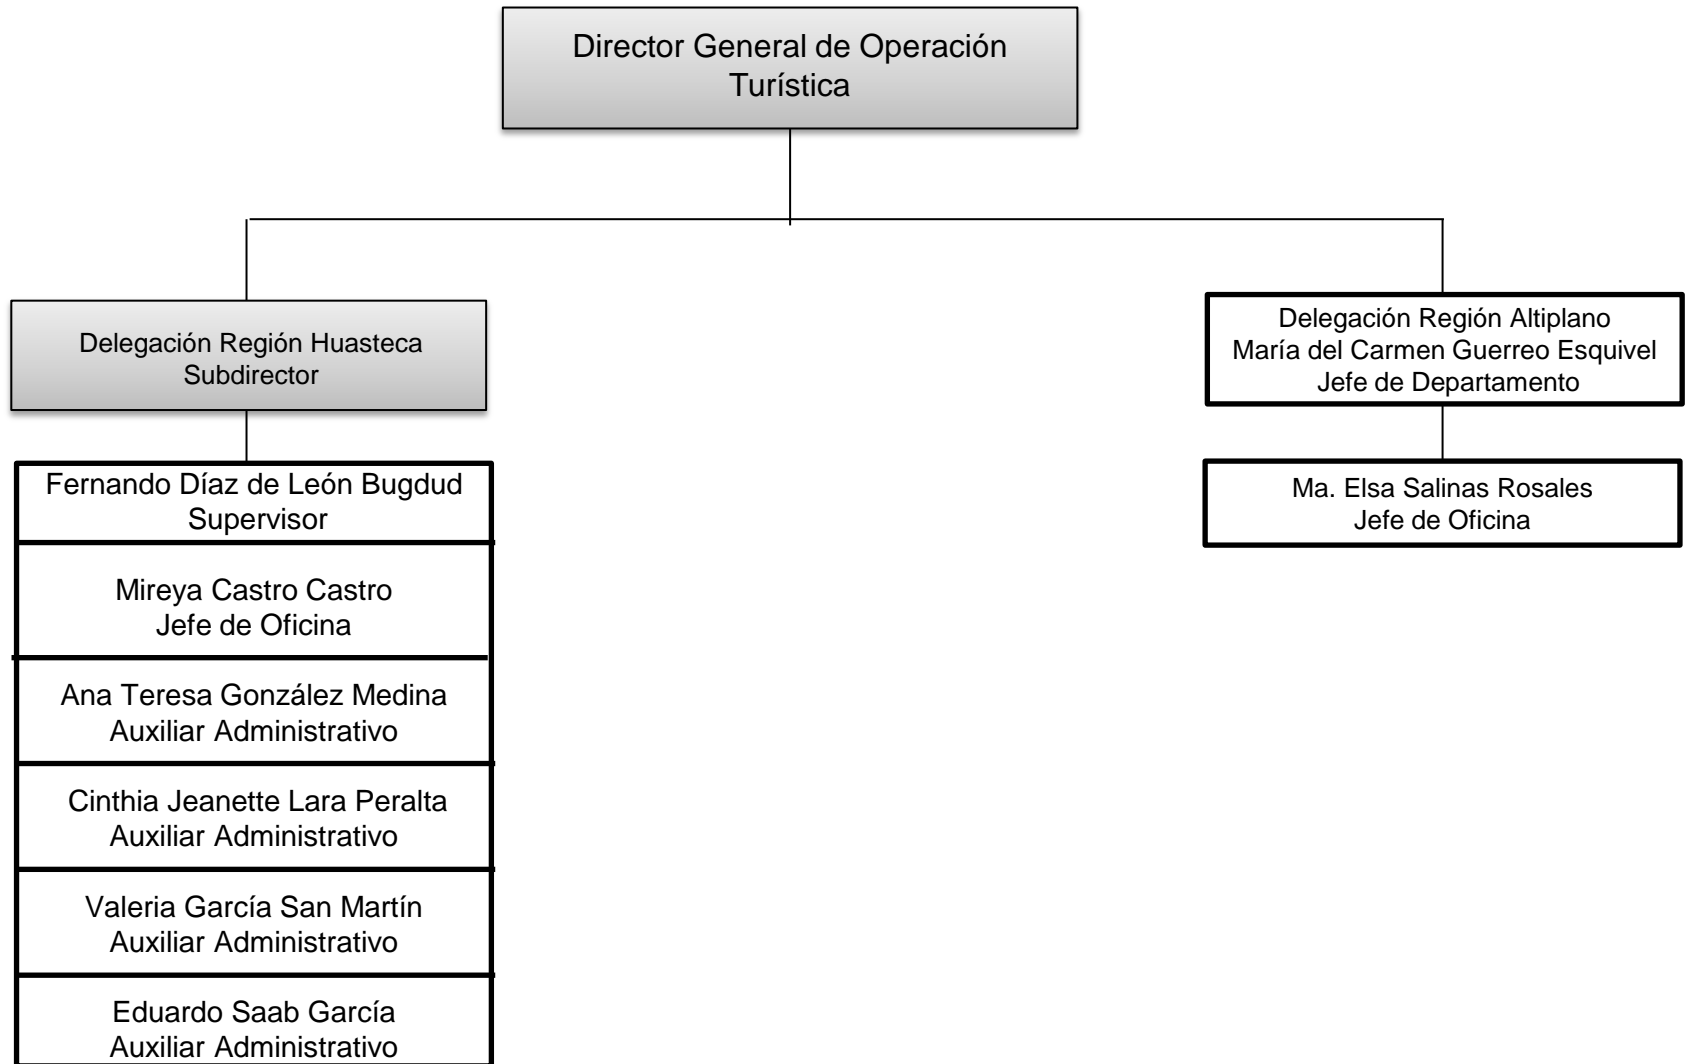 Director General de Operación
Turística
Delegación Región Huasteca
Subdirector
Delegación Región Altiplano
María del Carmen Guerreo Esquivel
Jefe de Departamento
Fernando Díaz de León Bugdud
Supervisor
Mireya Castro Castro
Jefe de Oficina
Ana Teresa González Medina
Auxiliar Administrativo
Cinthia Jeanette Lara Peralta
Auxiliar Administrativo
Valeria García San Martín
Auxiliar Administrativo
Eduardo Saab García
Auxiliar Administrativo
Ma. Elsa Salinas Rosales
Jefe de Oficina